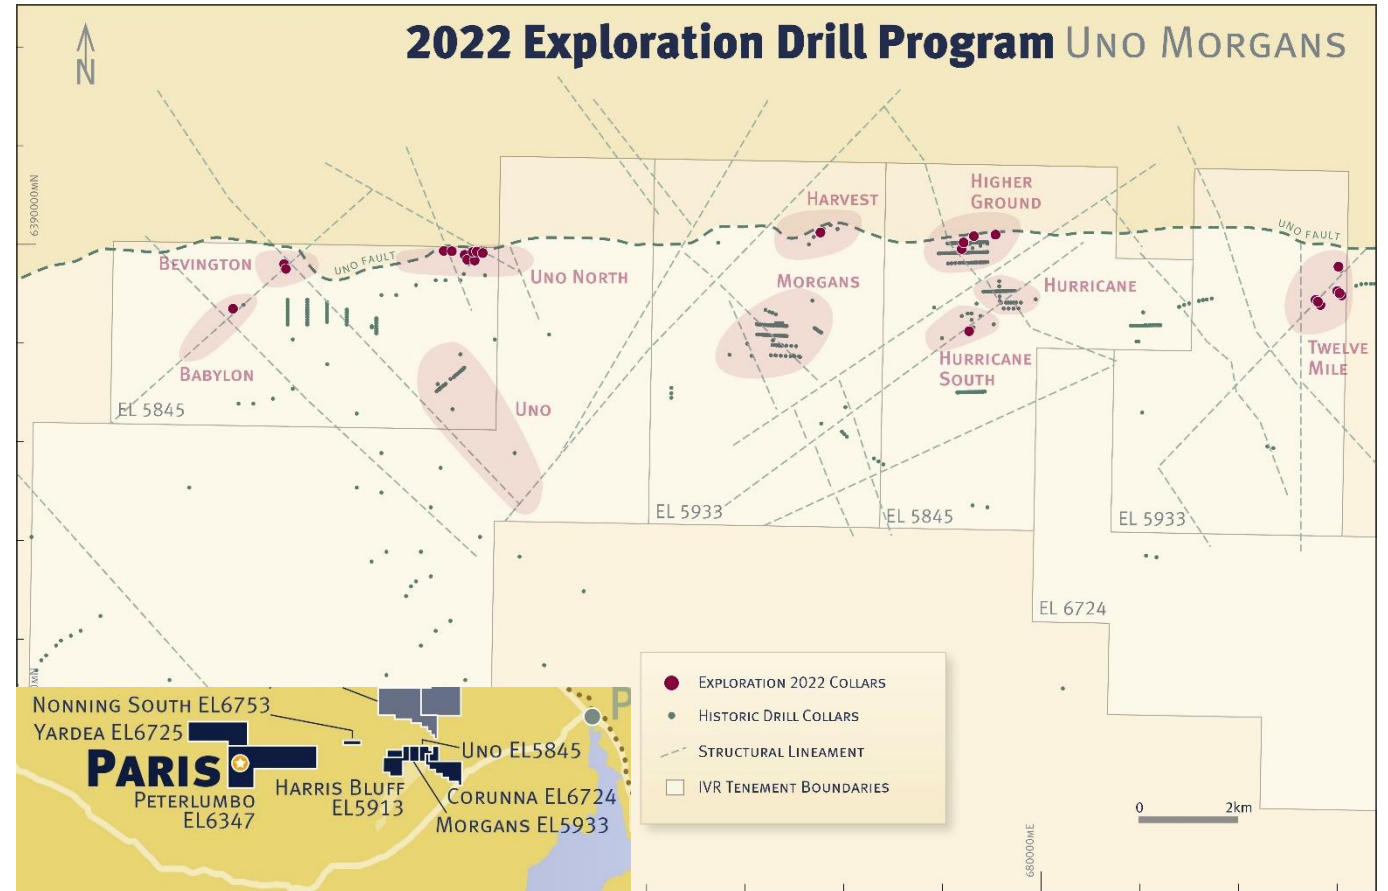 2022 Exploration Drill Program UNO MORGANS
N
6390000MN
HARVEST
HIGHER
GROUND
UNO FAULT
BEVINGTON
UNO FAULT
UNO NORTH
MORGANS
HURRICANE
BABYLON
HURRICANE
SOUTH
TWELVE
MILE
EL 5845
UNO
EL 5933
EL 5845
EL 5933
EL 6724
EXPLORATION 2022 COLLARS
HISTORIC DRILL COLLARS
STRUCTURAL LINEAMENT
IVR TENEMENT BOUNDARIES
0 2km
680000ME
NONNING SOUTH EL6753
YARDEA EL6725
PARIS
PETERLUMBO
EL6347
HARRIS BLUFF
EL5913
UNO EL5845
CORUNNA EL6724
MORGANS EL5933
P